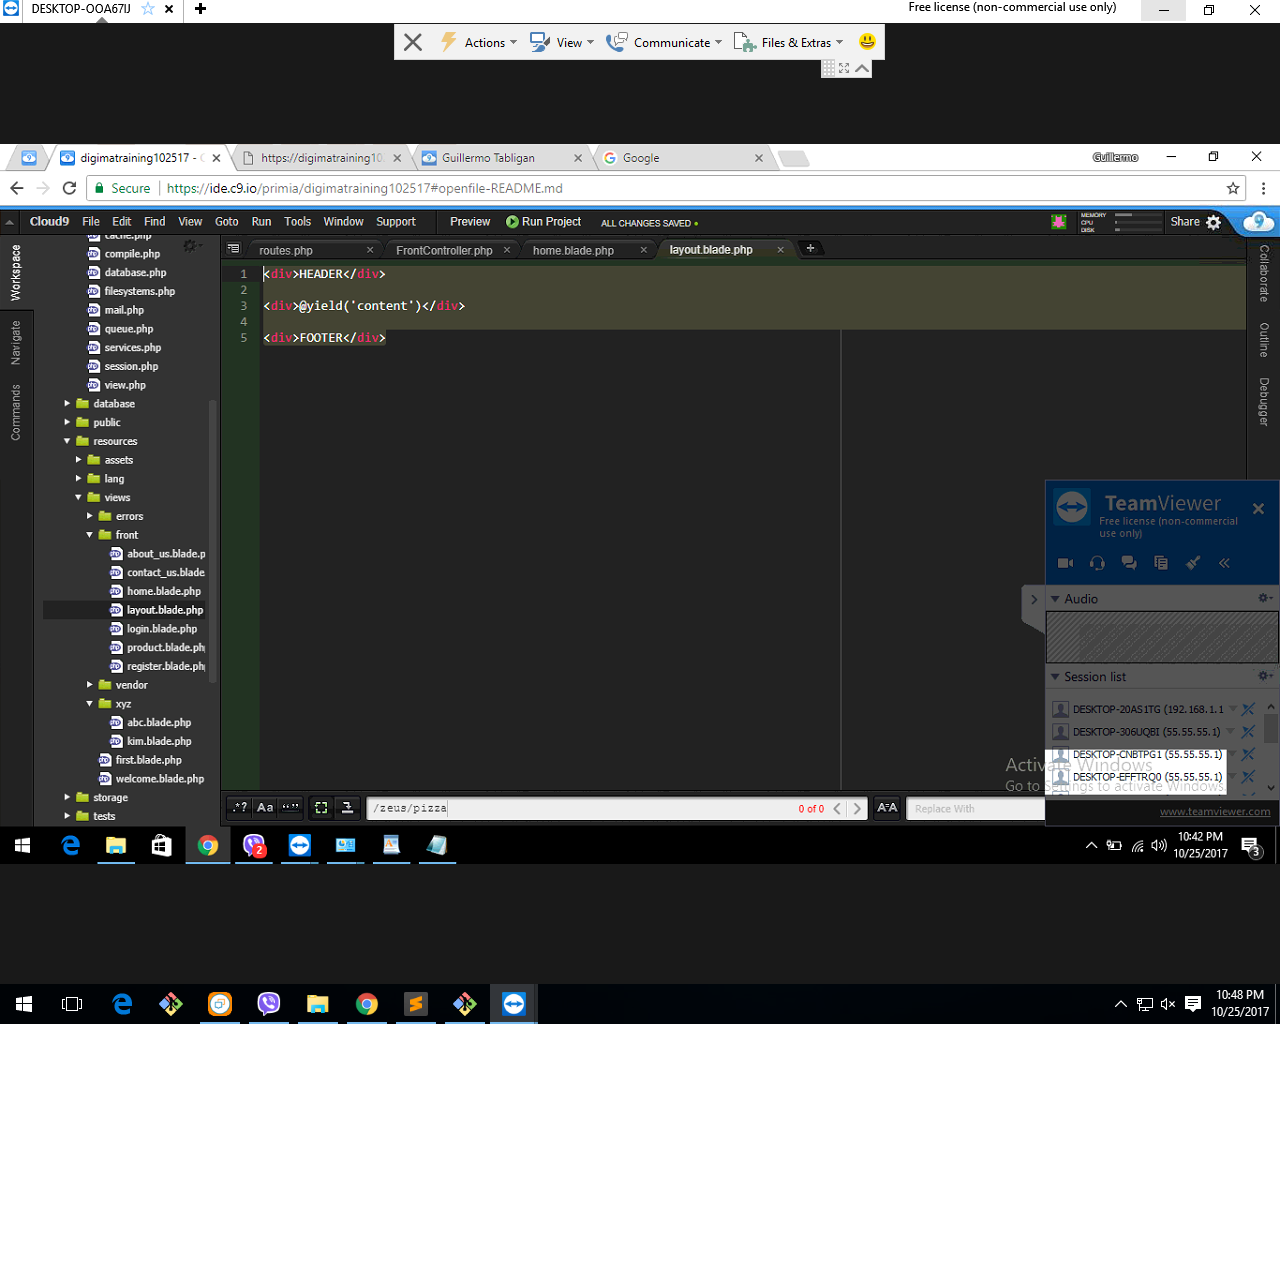 DESKTOP-OOA67IJ
Free license (non-commercial use only)
Actions
View
Communicate
Files & Extras
digimatraining102517 -
https://digimatraining10
Guillermo Tabligan
Google
Guillermo
Secure
https://ide.c9.io/primia/digimatraining102517#openfile-README.md
Cloud9 File Edit Find View Goto Run Tools Window Support Preview Run Project ALL CHANGES SAVED
MEMORY
CPU
DISK
Share
Workspace
Navigate
Commands
cache.php
compile.php
database.php
filesystems.php
mail.php
queue.php
services.php
session.php
view.php
database
public
resources
assets
lang
views
errors
front
about_us.blade.p
contact_us.blade
home.blade.php
layout.blade.php
login.blade.php
product.blade.ph
register.blade.ph
vendor
xyz
abc.blade.php
kim.blade.php
first.blade.php
welcome.blade.php
storage
tests
routes.php
FrontController.php
home.blade.php
layout.blade.php
1 <div>HEADER</div>
2
3 <div>@yield('content')</div>
4
5 <div>FOOTER</div>
Collaborate
Outline
Debugger
TeamViewer
Free license (non-commercial
use only)
Audio
Session list
DESKTOP-20AS1TG (192.168.1.1
DESKTOP-306UQBI (55.55.55.1)
DESKTOP-CNBTPG1 (55.55.55.1)
DESKTOP-EFFTRQ0 (55.55.55.1)
Activate Windows
Go to Settings to activate Windows.
www.teamviewer.com
.*? Aa “” /zeus/pizza 0 of 0 Replace With
2
10:42 PM
10/25/2017
3
10:48 PM
10/25/2017